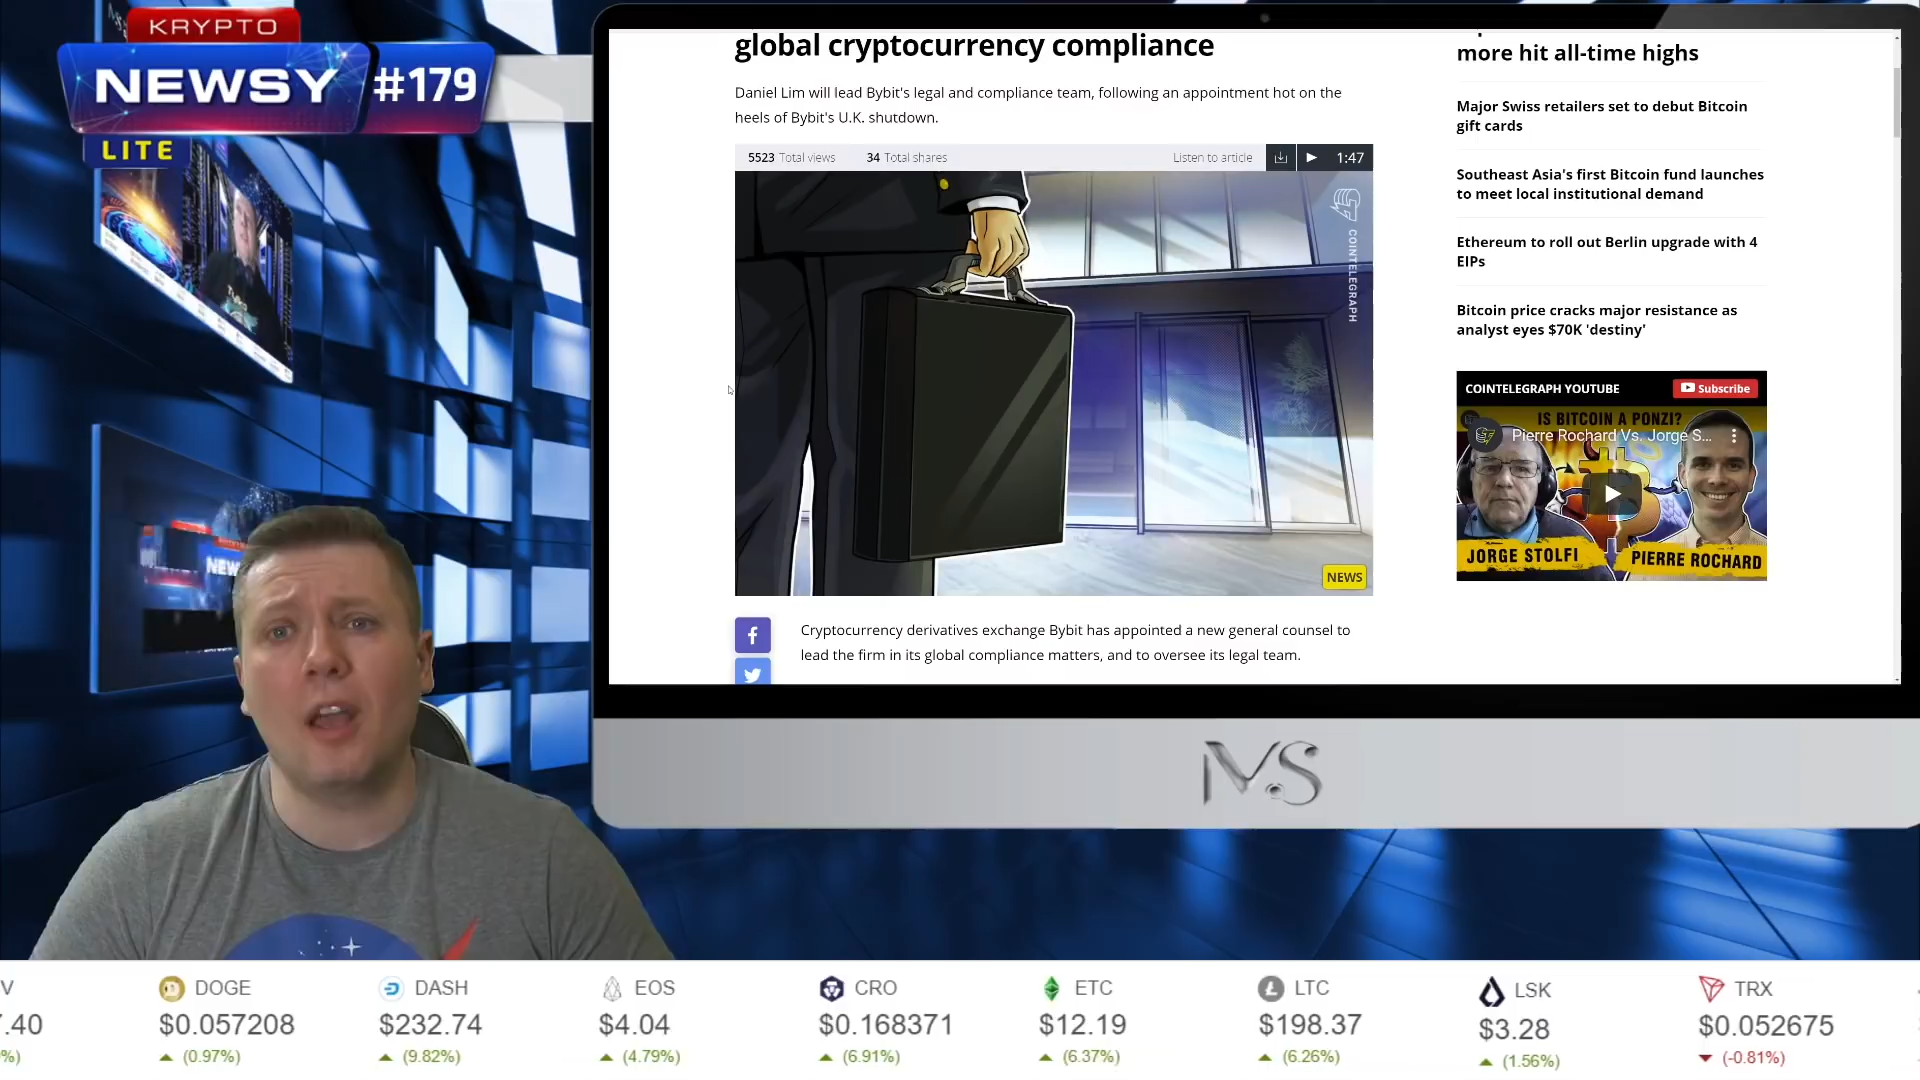 KRYPTO
NEWSY #179
LITE
NEWS
global cryptocurrency compliance
Daniel Lim will lead Bybit's legal and compliance team, following an appointment hot on the
heels of Bybit's U.K. shutdown.
5523 Total views 34 Total shares Listen to article 1:47
COINTELEGRAPH
NEWS
Cryptocurrency derivatives exchange Bybit has appointed a new general counsel to
lead the firm in its global compliance matters, and to oversee its legal team.
more hit all-time highs
Major Swiss retailers set to debut Bitcoin
gift cards
Southeast Asia's first Bitcoin fund launches
to meet local institutional demand
Ethereum to roll out Berlin upgrade with 4
EIPs
Bitcoin price cracks major resistance as
analyst eyes $70K 'destiny'
COINTELEGRAPH YOUTUBE Subscribe
IS BITCOIN A PONZI?
Pierre Rochard Vs. Jorge S...
JORGE STOLFI PIERRE ROCHARD
M.S
V DOGE DASH EOS CRO ETC LTC LSK TRX
7.40 $0.057208 $232.74 $4.04 $0.168371 $12.19 $198.37 $3.28 $0.052675
%) (0.97%) (9.82%) (4.79%) (6.91%) (6.37%) (6.26%) (1.56%) (-0.81%)